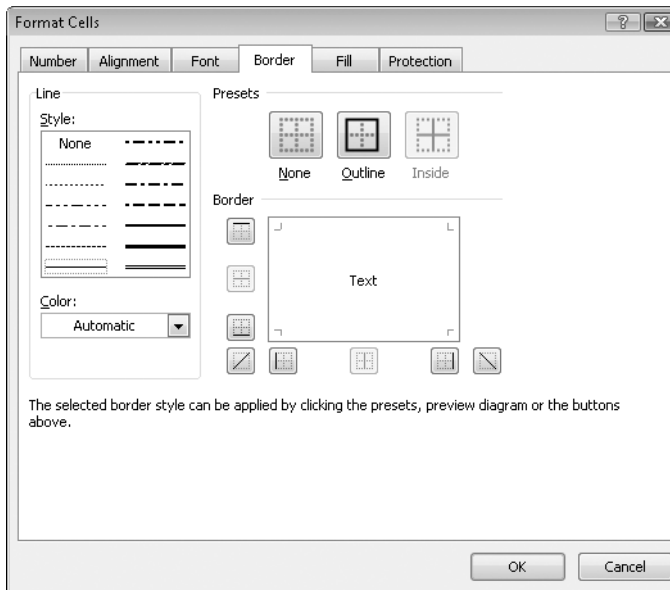 Format Cells
Number Alignment Font Border Fill Protection
Line
Style:
None
Color:
Automatic
Presets
None Outline Inside
Border
Text
The selected border style can be applied by clicking the presets, preview diagram or the buttons
above.
OK Cancel